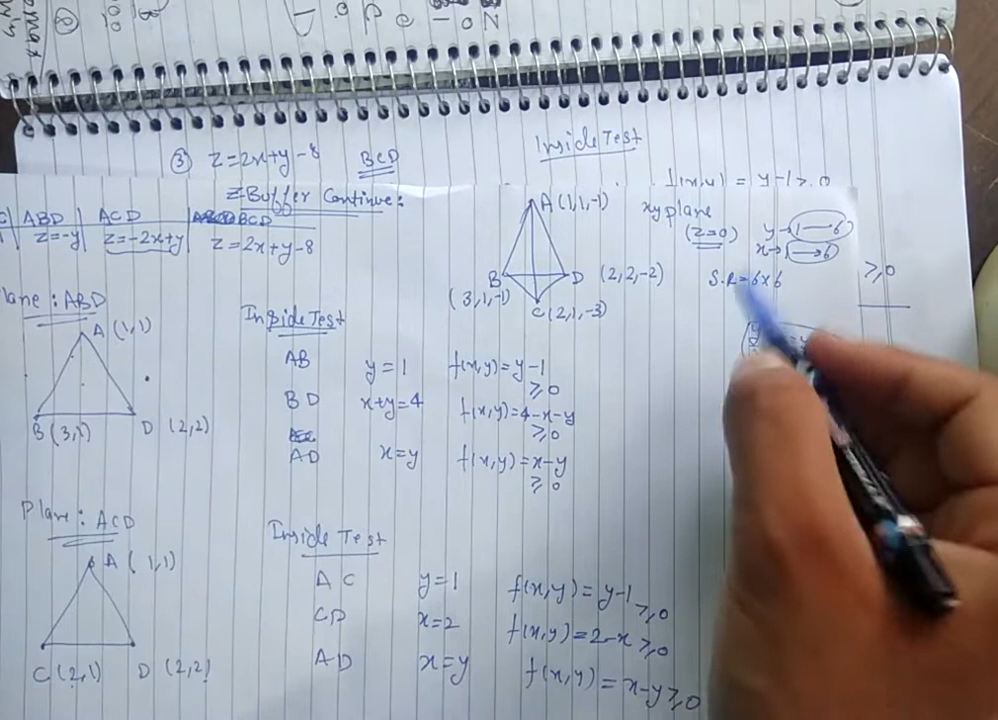 ③ z=2x+y-8 BCD
Inside Test
f(x,y) = y-1≥0
Z Buffer Continue:
ABD ACD BCD
z=-y z=-2x+y z=2x+y-8
A(1,1,-1)
B (3,1,-1)
D (2,2,-2)
C(2,1,-3)
xy plane
(z=0)
y→1—6
x→1→6
S.R=6x6
≥0
Plane: ABD
A (1,1)
B(3,1) D (2,2)
Inside Test
AB y=1 f(x,y)=y-1
≥0
BD x+y=4 f(x,y)=4-x-y
≥0
AD x=y f(x,y)=x-y
≥0
Plane: ACD
A (1,1)
C(2,1) D (2,2)
Inside Test
AC y=1 f(x,y)=y-1≥0
CD x=2 f(x,y)=2-x≥0
AD x=y f(x,y)=x-y≥0